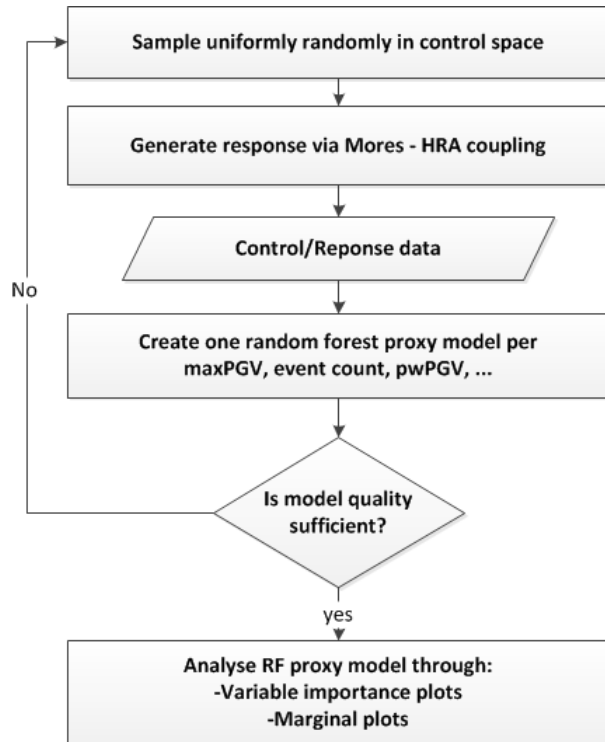 Sample uniformly randomly in control space
Generate response via Mores - HRA coupling
Control/Reponse data
No
Create one random forest proxy model per
maxPGV, event count, pwPGV, ...
Is model quality
sufficient?
yes
Analyse RF proxy model through:
-Variable importance plots
-Marginal plots